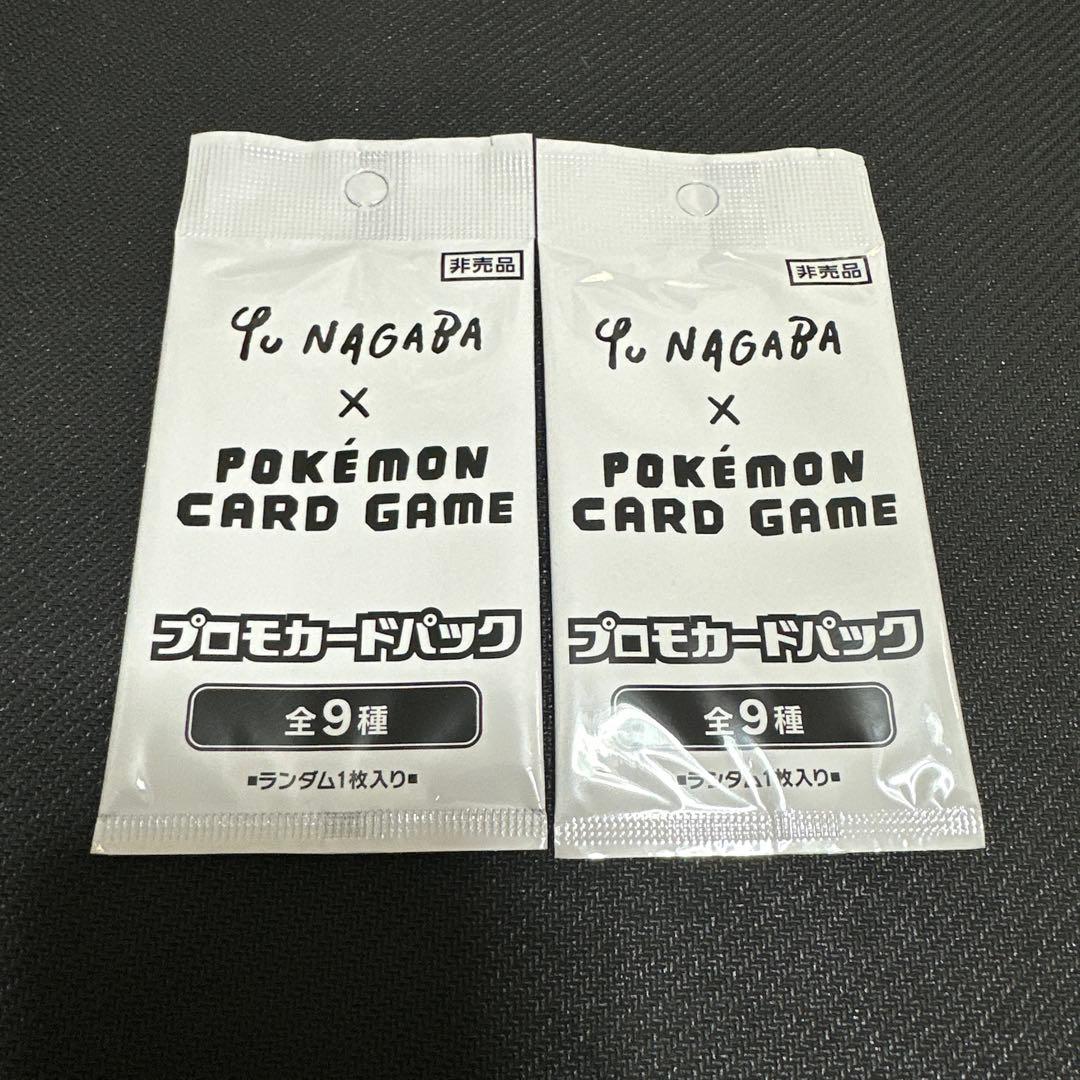 非売品
Yu NAGABA
×
POKÉMON
CARD GAME
プロモカードパック
全9種
■ランダム1枚入り■
非売品
Yu NAGABA
×
POKÉMON
CARD GAME
プロモカードパック
全9種
■ランダム1枚入り■